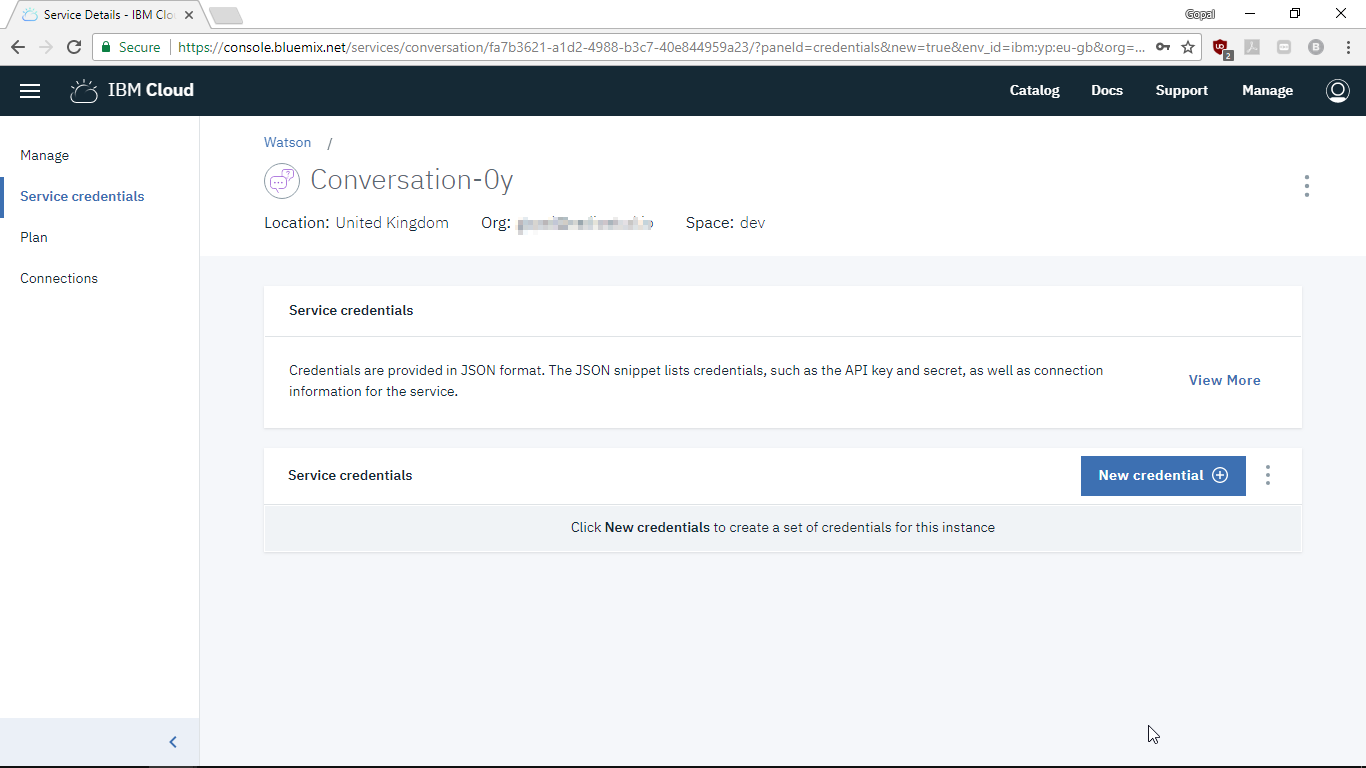 Service Details - IBM Clo
Gopal
Secure
https://console.bluemix.net/services/conversation/fa7b3621-a1d2-4988-b3c7-40e844959a23/?paneId=credentials&new=true&env_id=ibm:yp:eu-gb&org=...
2
IBM Cloud
Catalog
Docs
Support
Manage
Manage
Service credentials
Plan
Connections
Watson /
Conversation-0y
Location: United Kingdom
Org:
Space: dev
Service credentials
Credentials are provided in JSON format. The JSON snippet lists credentials, such as the API key and secret, as well as connection
information for the service.
View More
Service credentials
New credential
Click New credentials to create a set of credentials for this instance